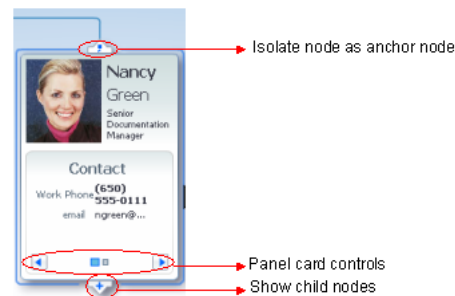 Isolate node as anchor node
Nancy
Green
Senior
Documentation
Manager
Contact
Work Phone (650)
555-0111
email ngreen@...
Panel card controls
Show child nodes